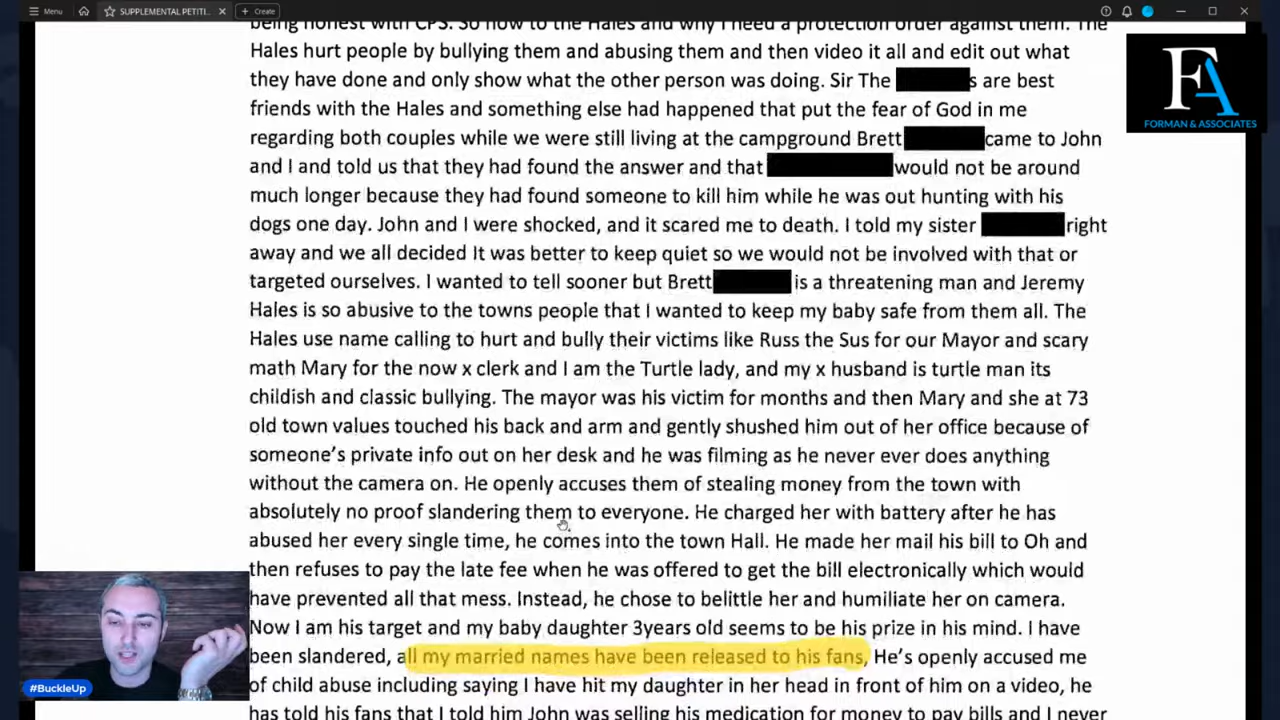 Menu
SUPPLEMENTAL PETITI...
Create
being honest with CPS. So now to the Hales and why I need a protection order against them. The
Hales hurt people by bullying them and abusing them and then video it all and edit out what
they have done and only show what the other person was doing. Sir The s are best
friends with the Hales and something else had happened that put the fear of God in me
regarding both couples while we were still living at the campground Brett came to John
and I and told us that they had found the answer and that would not be around
much longer because they had found someone to kill him while he was out hunting with his
dogs one day. John and I were shocked, and it scared me to death. I told my sister right
away and we all decided It was better to keep quiet so we would not be involved with that or
targeted ourselves. I wanted to tell sooner but Brett is a threatening man and Jeremy
Hales is so abusive to the towns people that I wanted to keep my baby safe from them all. The
Hales use name calling to hurt and bully their victims like Russ the Sus for our Mayor and scary
math Mary for the now x clerk and I am the Turtle lady, and my x husband is turtle man its
childish and classic bullying. The mayor was his victim for months and then Mary and she at 73
old town values touched his back and arm and gently shushed him out of her office because of
someone's private info out on her desk and he was filming as he never ever does anything
without the camera on. He openly accuses them of stealing money from the town with
absolutely no proof slandering them to everyone. He charged her with battery after he has
abused her every single time, he comes into the town Hall. He made her mail his bill to Oh and
then refuses to pay the late fee when he was offered to get the bill electronically which would
have prevented all that mess. Instead, he chose to belittle her and humiliate her on camera.
Now I am his target and my baby daughter 3years old seems to be his prize in his mind. I have
been slandered, all my married names have been released to his fans, He's openly accused me
of child abuse including saying I have hit my daughter in her head in front of him on a video, he
has told his fans that I told him John was selling his medication for money to pay bills and I never
FA
FORMAN & ASSOCIATES
#BuckleUp